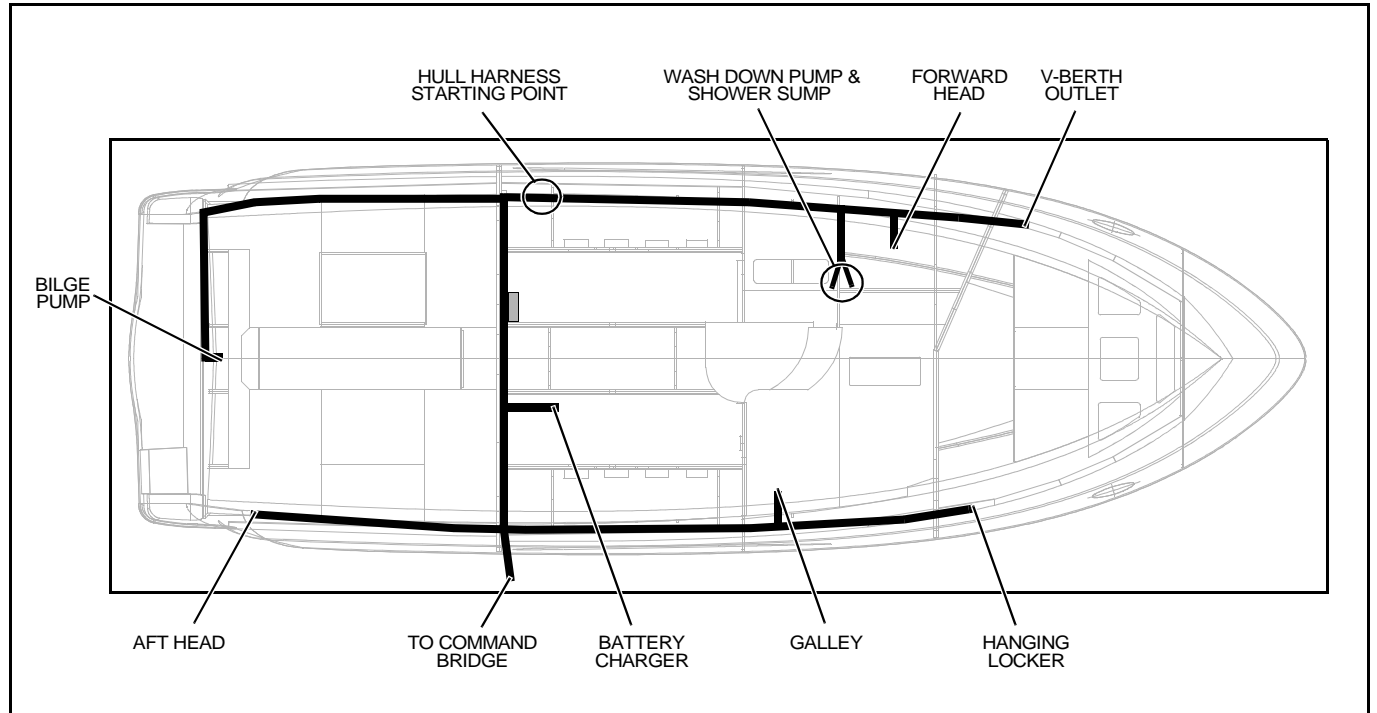 HULL HARNESS
STARTING POINT
WASH DOWN PUMP &
SHOWER SUMP
FORWARD
HEAD
V-BERTH
OUTLET
BILGE
PUMP
AFT HEAD
TO COMMAND
BRIDGE
BATTERY
CHARGER
GALLEY
HANGING
LOCKER